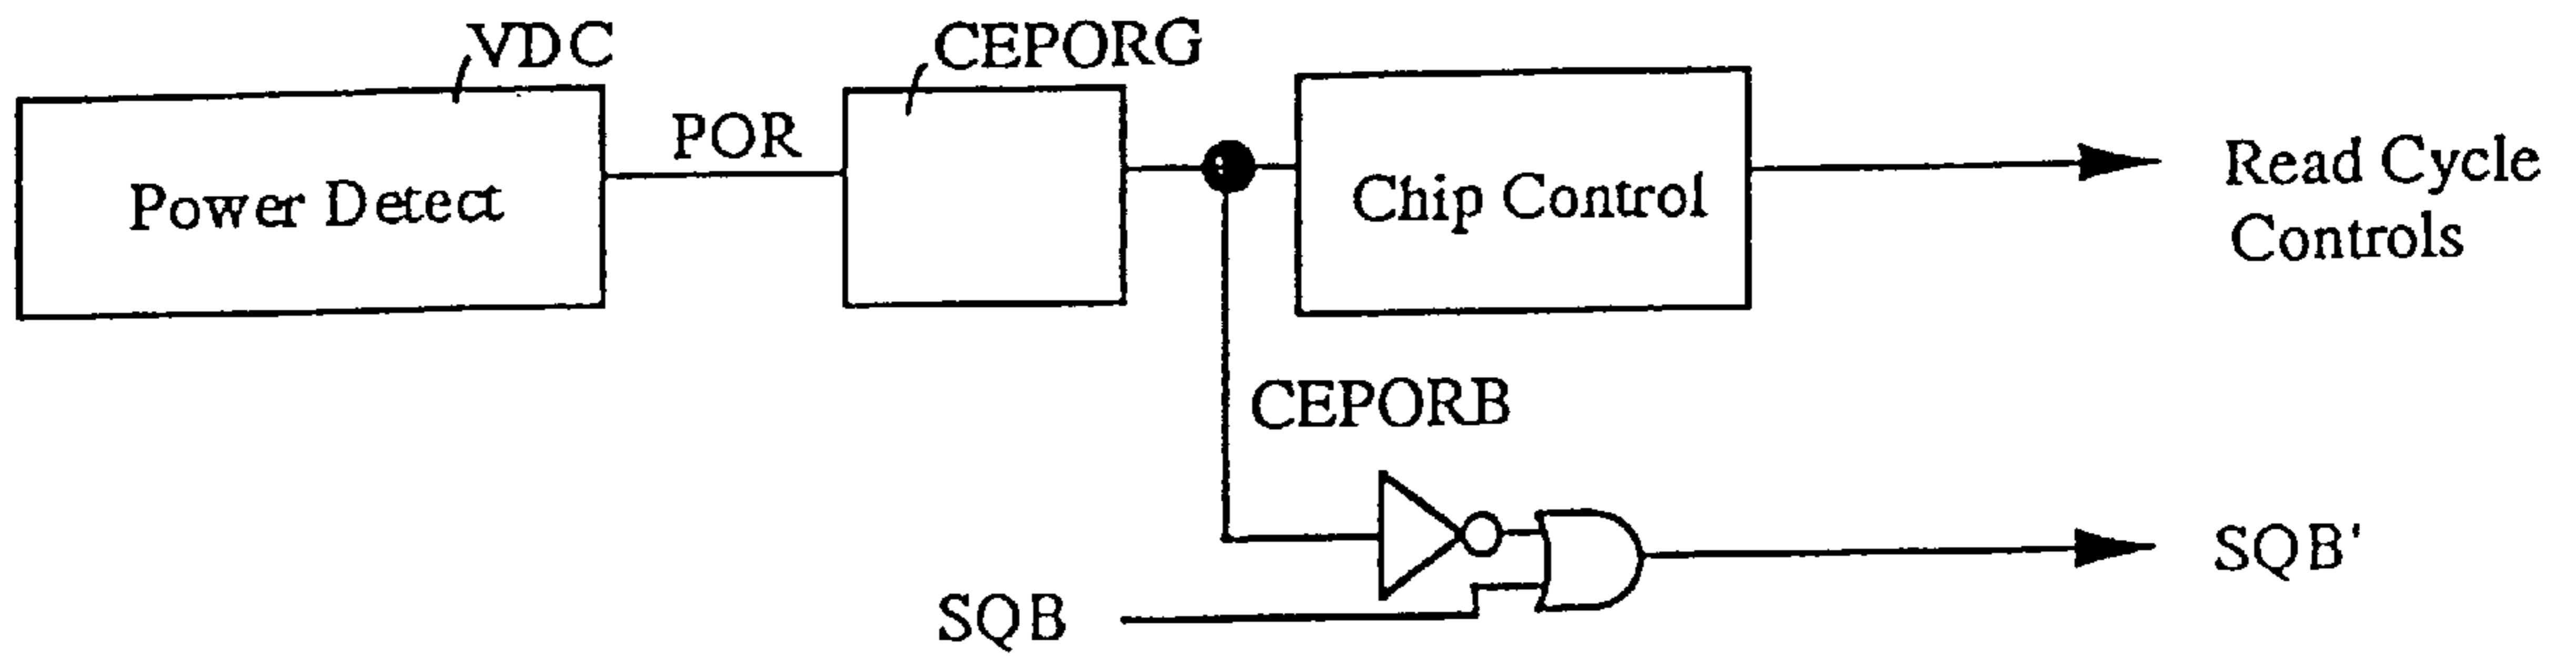 VDC
CEPORG
POR
Power Detect
Chip Control
Read Cycle
Controls
CEPORB
SQB
SQB'